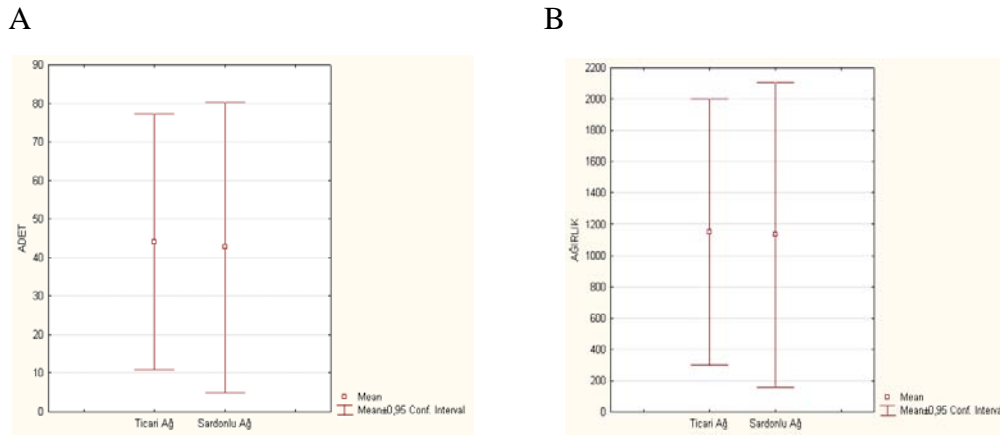 A
90
80
70
60
50
40
30
20
10
0
ADET
Ticari Ağ
Sardonlu Ağ
Mean
Mean±0,95 Conf. Interval
B
2200
2000
1800
1600
1400
1200
1000
800
600
400
200
0
AĞIRLIK
Ticari Ağ
Sardonlu Ağ
Mean
Mean±0,95 Conf. Interval